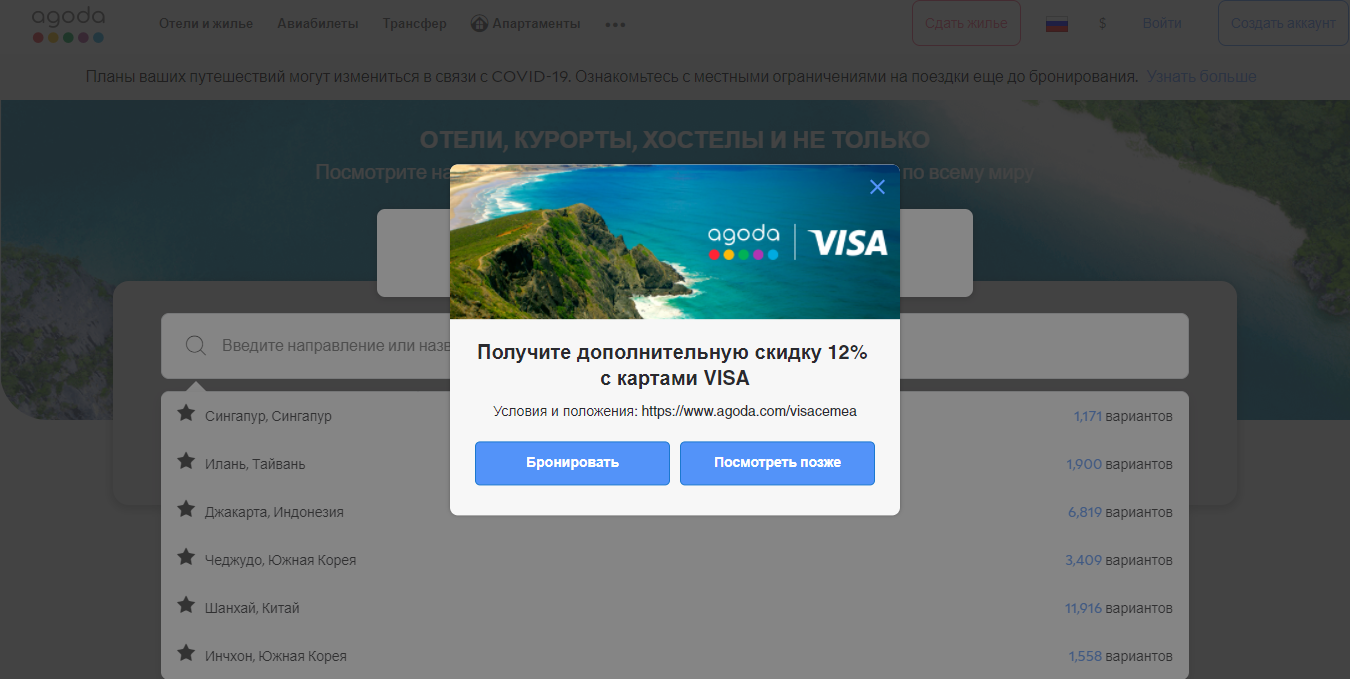 agoda
Отели и жилье Авиабилеты Трансфер Апартаменты ••• Сдать жилье $ Войти Создать аккаунт
Планы ваших путешествий могут измениться в связи с COVID-19. Ознакомьтесь с местными ограничениями на поездки еще до бронирования. Узнать больше
ОТЕЛИ, КУРОРТЫ, ХОСТЕЛЫ И НЕ ТОЛЬКО
Посмотрите по всему миру
agoda | VISA
Введите направление или
Получите дополнительную скидку 12%
с картами VISA
Условия и положения: https://www.agoda.com/visacemea
Бронировать Посмотреть позже
Сингапур, Сингапур 1,171 вариантов
Илань, Тайвань 1,900 вариантов
Джакарта, Индонезия 6,819 вариантов
Чеджудо, Южная Корея 3,409 вариантов
Шанхай, Китай 11,916 вариантов
Инчхон, Южная Корея 1,558 вариантов